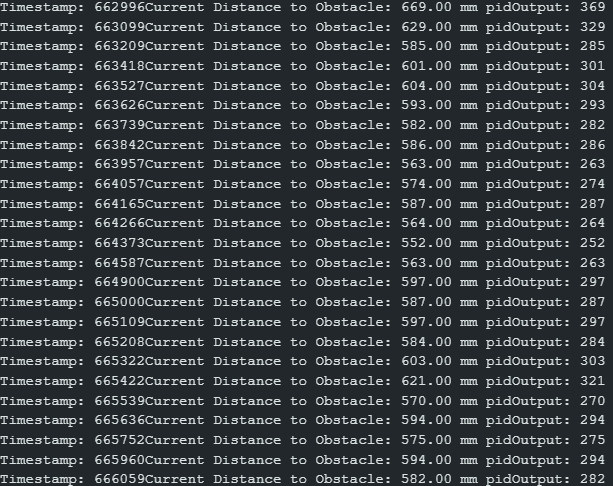 Timestamp: 662996Current Distance to Obstacle: 669.00 mm pidOutput: 369
Timestamp: 663099Current Distance to Obstacle: 629.00 mm pidOutput: 329
Timestamp: 663209Current Distance to Obstacle: 585.00 mm pidOutput: 285
Timestamp: 663418Current Distance to Obstacle: 601.00 mm pidOutput: 301
Timestamp: 663527Current Distance to Obstacle: 604.00 mm pidOutput: 304
Timestamp: 663626Current Distance to Obstacle: 593.00 mm pidOutput: 293
Timestamp: 663739Current Distance to Obstacle: 582.00 mm pidOutput: 282
Timestamp: 663842Current Distance to Obstacle: 586.00 mm pidOutput: 286
Timestamp: 663957Current Distance to Obstacle: 563.00 mm pidOutput: 263
Timestamp: 664057Current Distance to Obstacle: 574.00 mm pidOutput: 274
Timestamp: 664165Current Distance to Obstacle: 587.00 mm pidOutput: 287
Timestamp: 664266Current Distance to Obstacle: 564.00 mm pidOutput: 264
Timestamp: 664373Current Distance to Obstacle: 552.00 mm pidOutput: 252
Timestamp: 664587Current Distance to Obstacle: 563.00 mm pidOutput: 263
Timestamp: 664900Current Distance to Obstacle: 597.00 mm pidOutput: 297
Timestamp: 665000Current Distance to Obstacle: 587.00 mm pidOutput: 287
Timestamp: 665109Current Distance to Obstacle: 597.00 mm pidOutput: 297
Timestamp: 665208Current Distance to Obstacle: 584.00 mm pidOutput: 284
Timestamp: 665322Current Distance to Obstacle: 603.00 mm pidOutput: 303
Timestamp: 665422Current Distance to Obstacle: 621.00 mm pidOutput: 321
Timestamp: 665539Current Distance to Obstacle: 570.00 mm pidOutput: 270
Timestamp: 665636Current Distance to Obstacle: 594.00 mm pidOutput: 294
Timestamp: 665752Current Distance to Obstacle: 575.00 mm pidOutput: 275
Timestamp: 665960Current Distance to Obstacle: 594.00 mm pidOutput: 294
Timestamp: 666059Current Distance to Obstacle: 582.00 mm pidOutput: 282